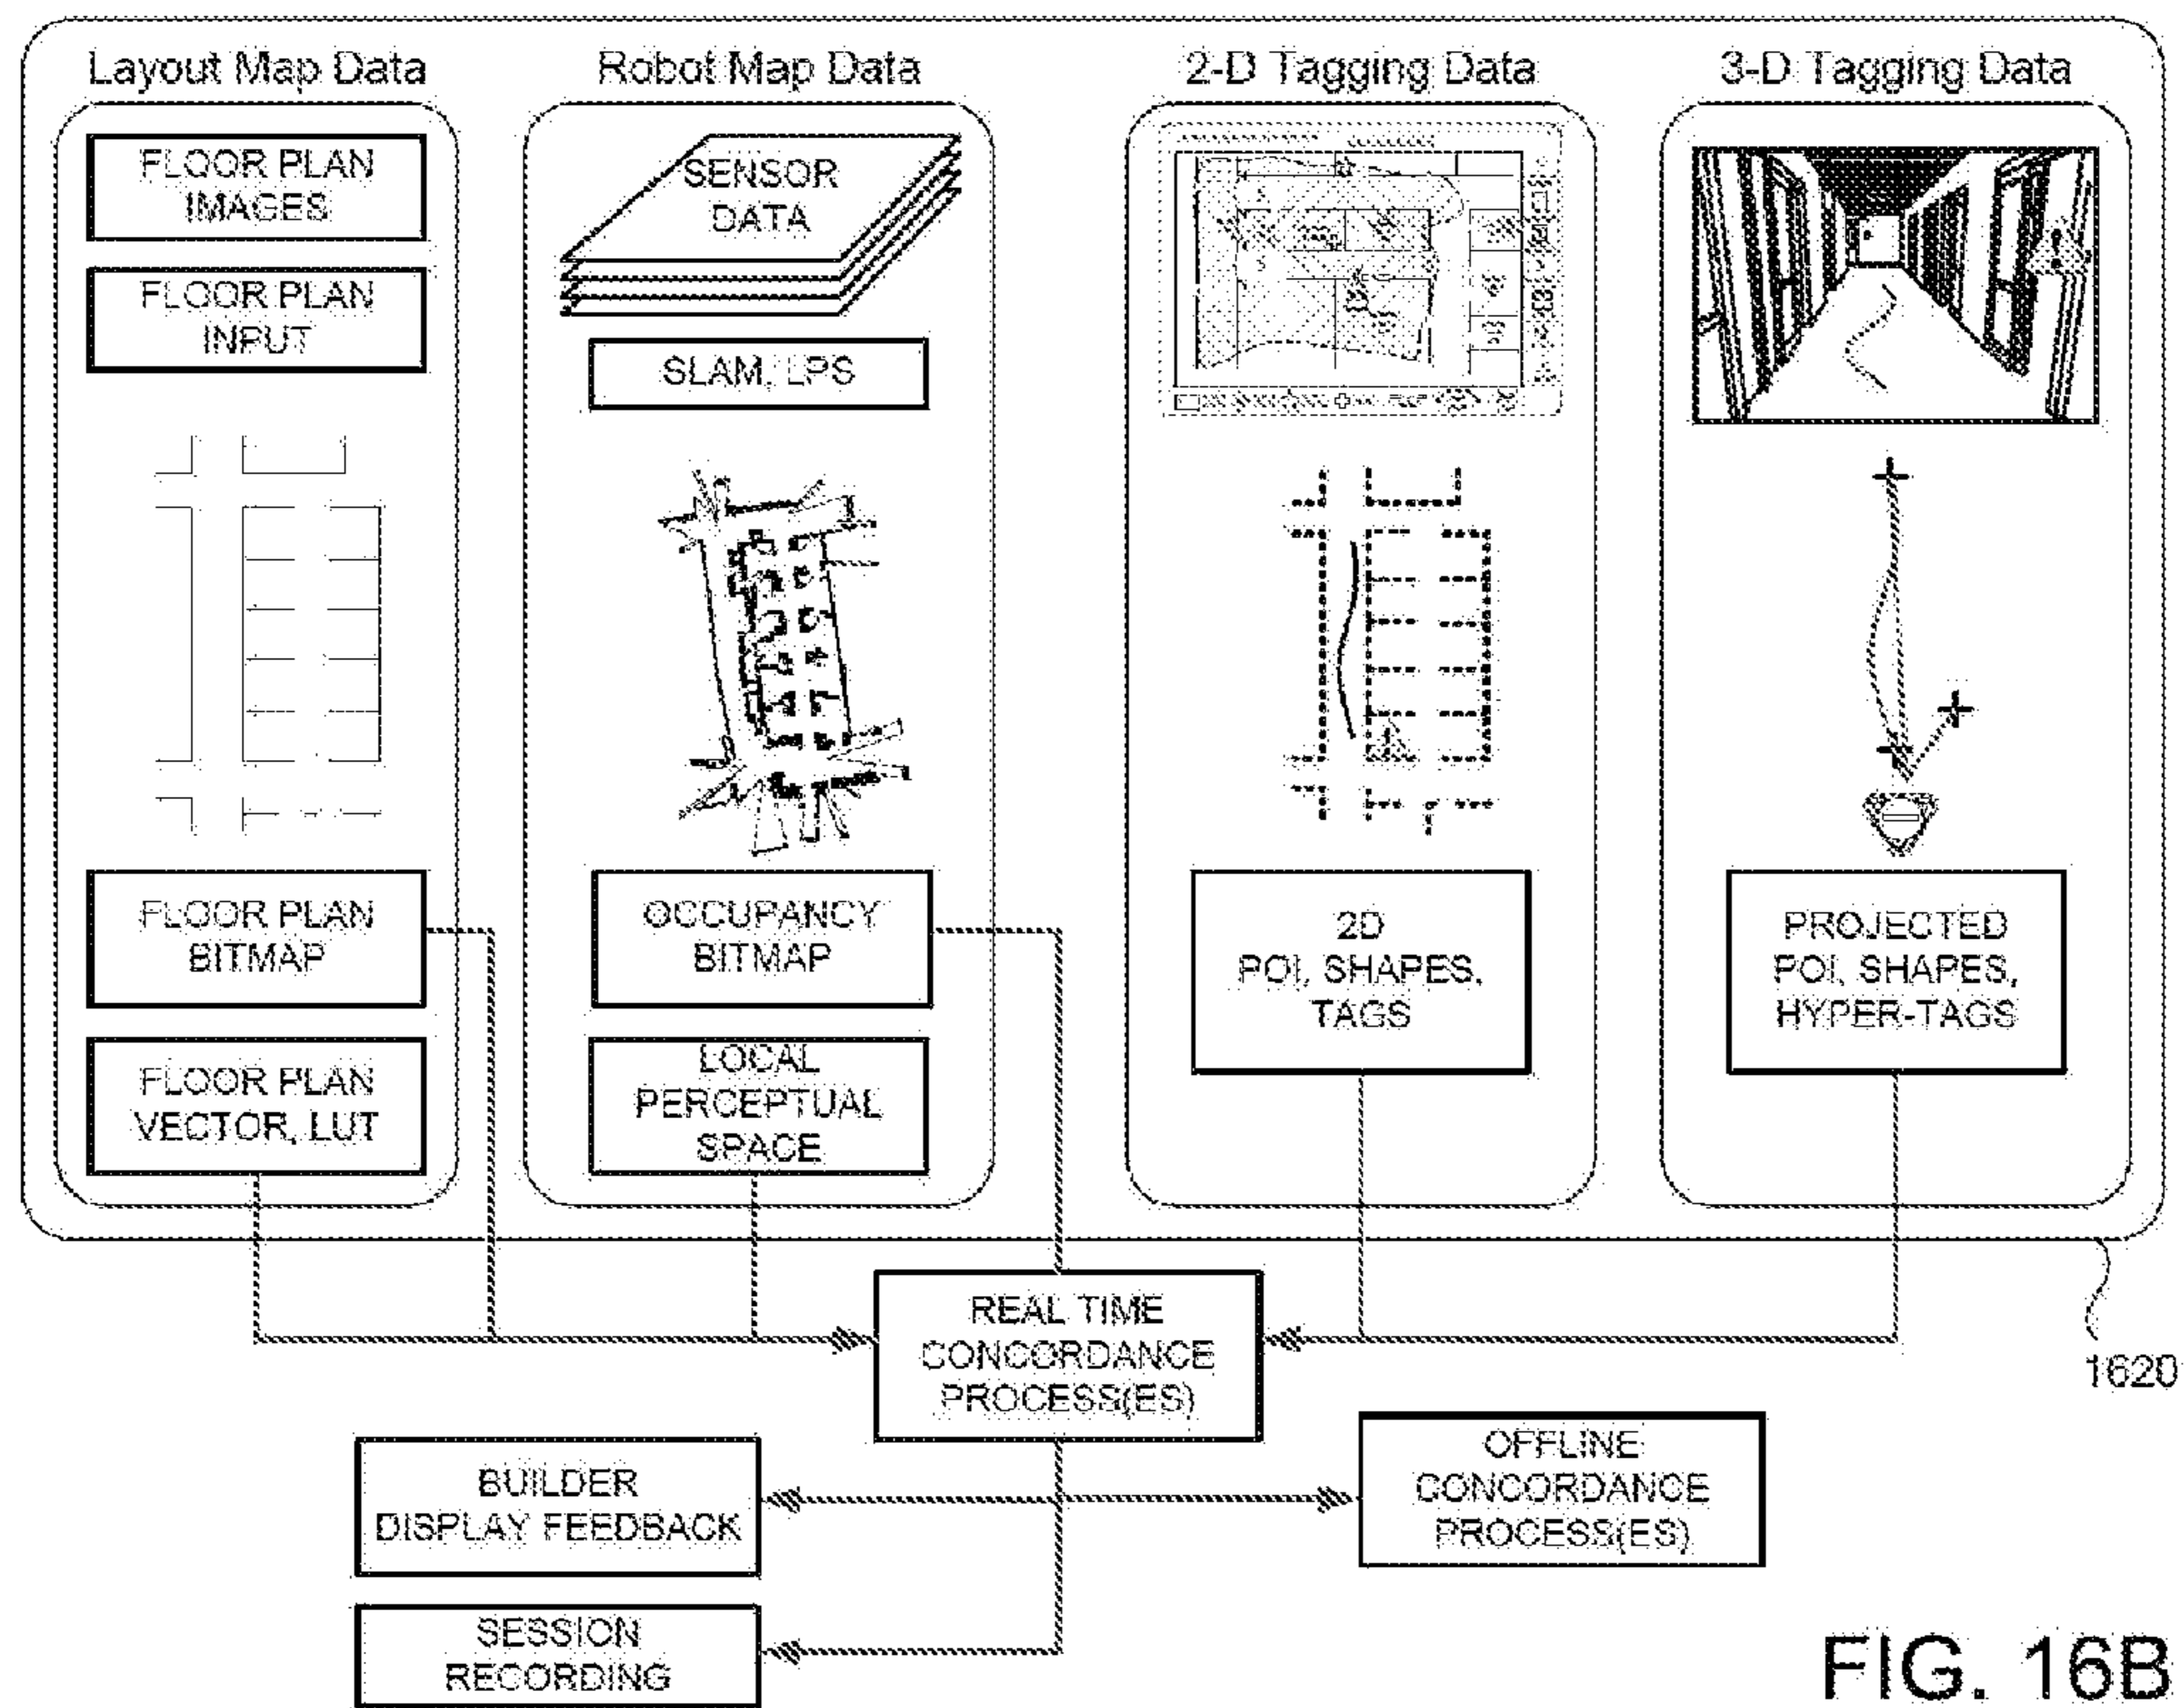 Layout Map Data
Robot Map Data
2-D Tagging Data
3-D Tagging Data
FLOOR PLAN
IMAGES
FLOOR PLAN
INPUT
SENSOR
DATA
SLAM, LPS
FLOOR PLAN
BITMAP
FLOOR PLAN
VECTOR, LUT
OCCUPANCY
BITMAP
LOCAL
PERCEPTUAL
SPACE
2D
POI, SHAPES,
TAGS
PROJECTED
POI, SHAPES,
HYPER-TAGS
REAL TIME
CONCORDANCE
PROCESS(ES)
1620
BUILDER
DISPLAY FEEDBACK
OFFLINE
CONCORDANCE
PROCESS(ES)
SESSION
RECORDING
FIG. 16B